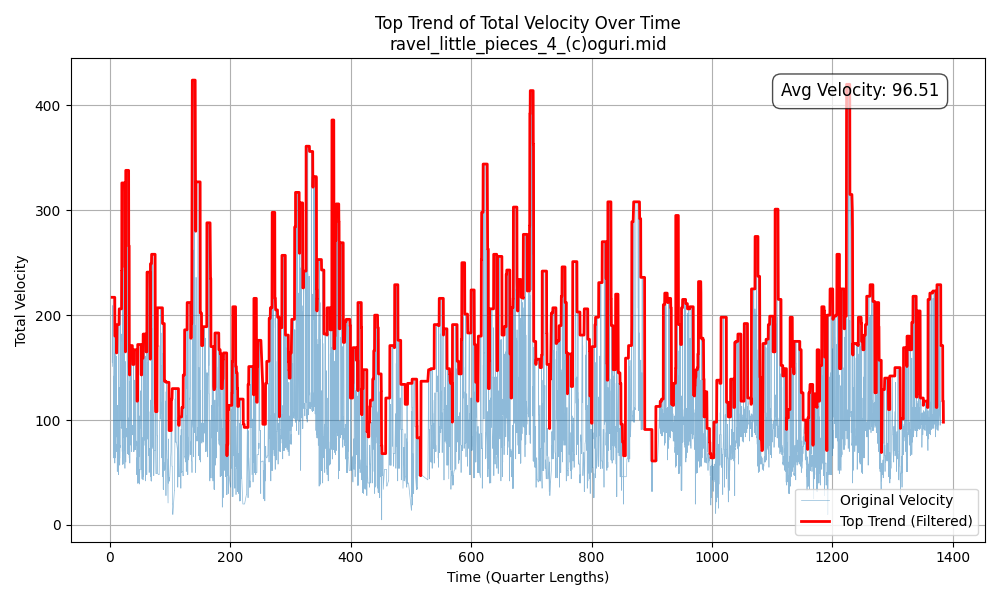 Top Trend of Total Velocity Over Time
ravel_little_pieces_4_(c)oguri.mid
Avg Velocity: 96.51
Total Velocity
400
300
200
100
0
0 200 400 600 800 1000 1200 1400
Time (Quarter Lengths)
Original Velocity
Top Trend (Filtered)